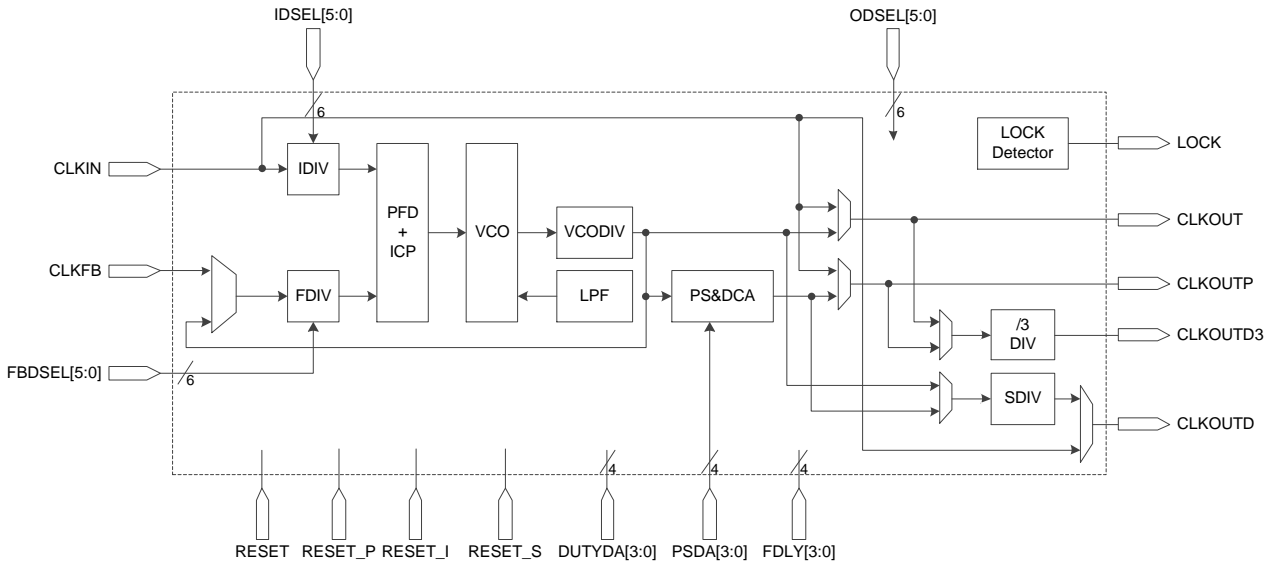 IDSEL[5:0]
ODSEL[5:0]
6
6
LOCK
Detector
LOCK
CLKIN
IDIV
PFD
+
ICP
VCO
VCODIV
CLKOUT
CLKFB
FDIV
LPF
PS&DCA
CLKOUTP
/3
DIV
CLKOUTD3
FBDSEL[5:0]
6
SDIV
CLKOUTD
4
4
4
RESET
RESET_P
RESET_I
RESET_S
DUTYDA[3:0]
PSDA[3:0]
FDLY[3:0]